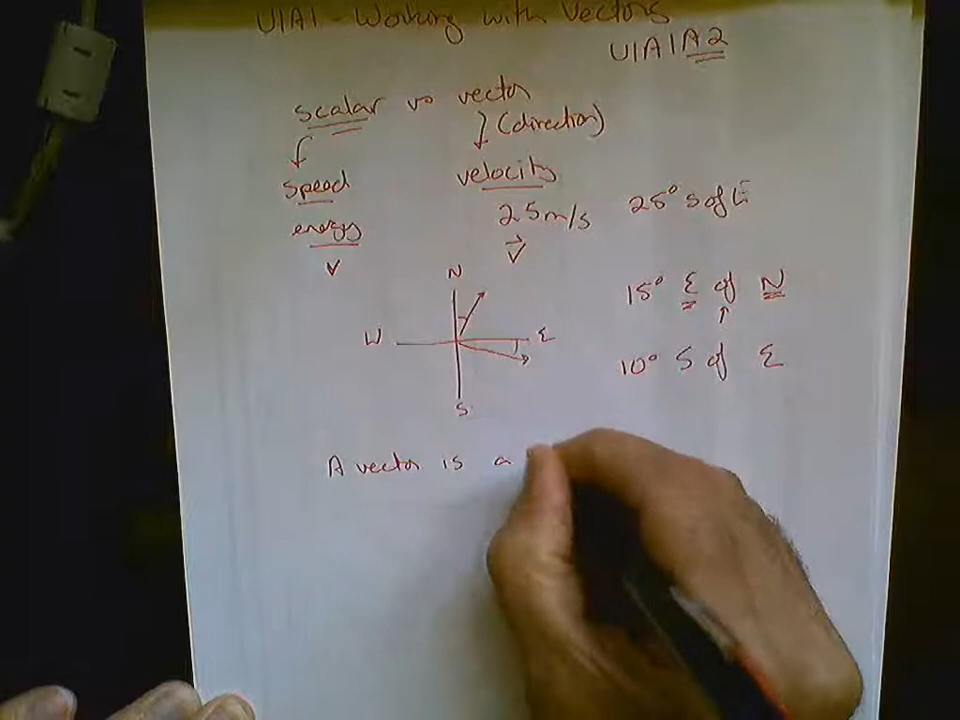 U1A1 - Working with Vectors
U1A1A2
scalar vs vector
(direction)
speed
velocity
energy
25m/s 25° S of E
V
V
N
15° E of N
W
E
10° S of E
S
A vector is a